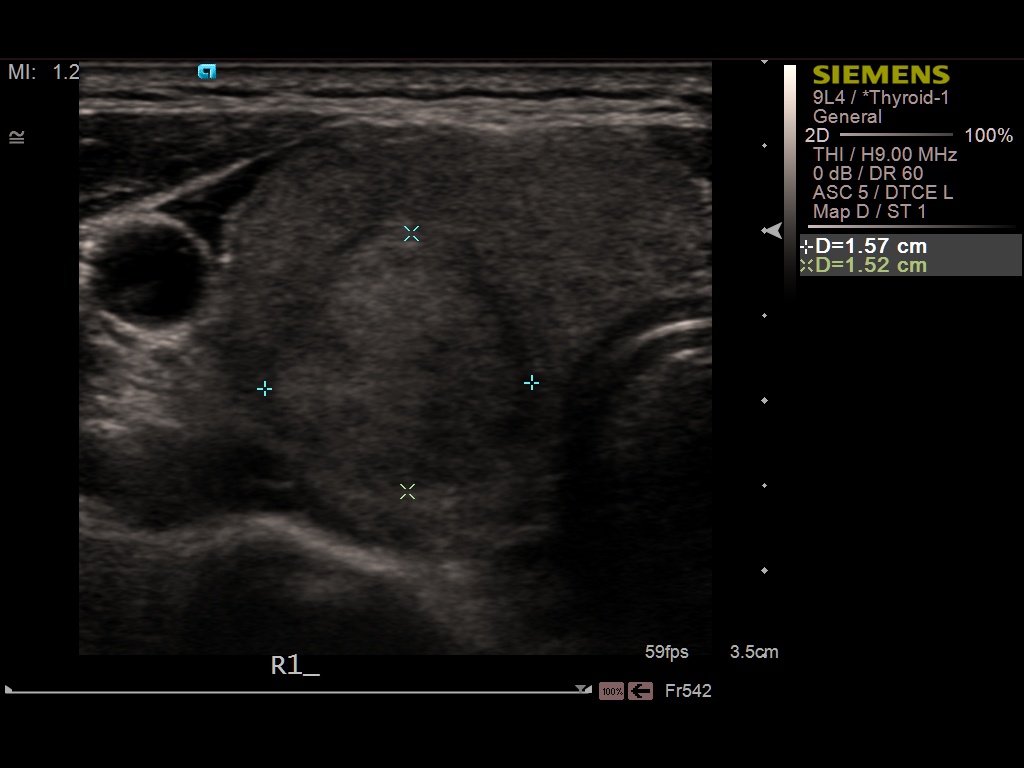 MI: 1.2
SIEMENS
9L4 / *Thyroid-1
General
2D 100%
THI / H9.00 MHz
0 dB / DR 60
ASC 5 / DTCE L
Map D / ST 1
D=1.57 cm
D=1.52 cm
59fps 3.5cm
R1_
100% Fr542